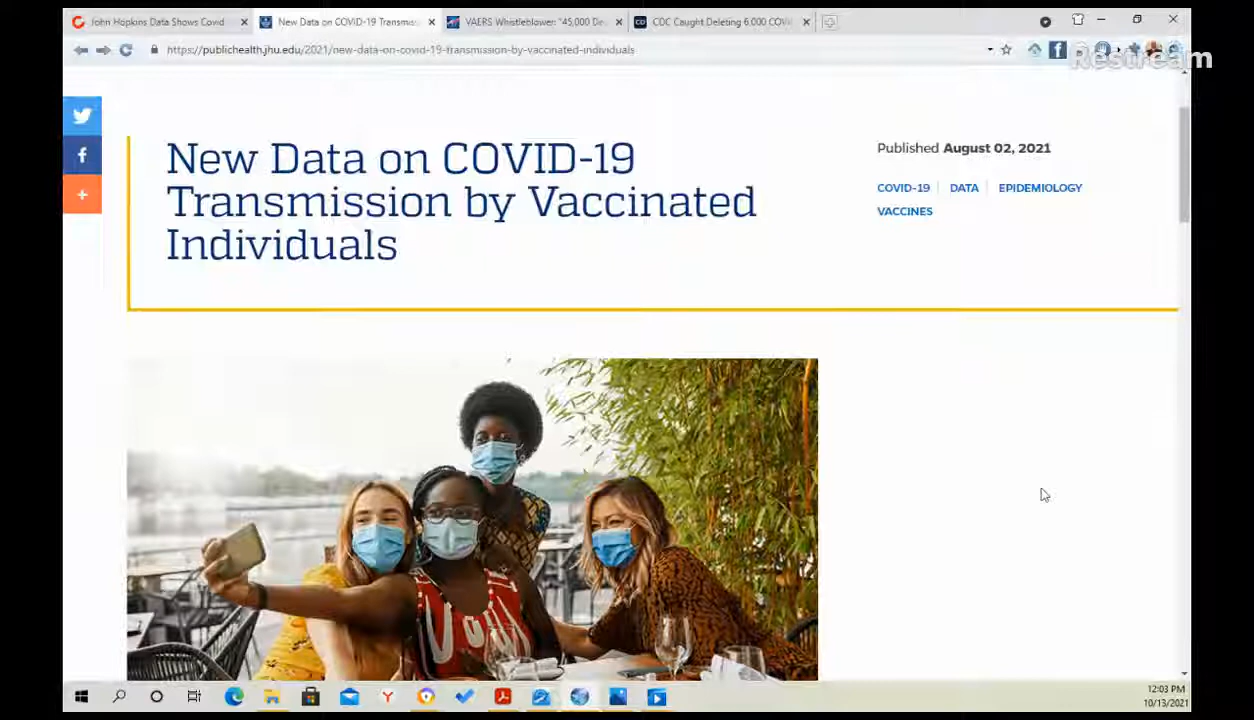 John Hopkins Data Shows Covid
New Data on COVID-19 Transmis
VAERS Whistleblower: "45,000 De
CDC Caught Deleting 6,000 COVI
https://publichealth.jhu.edu/2021/new-data-on-covid-19-transmission-by-vaccinated-individuals
Restream
New Data on COVID-19
Transmission by Vaccinated
Individuals
Published August 02, 2021
COVID-19
DATA
EPIDEMIOLOGY
VACCINES
12:03 PM
10/13/2021